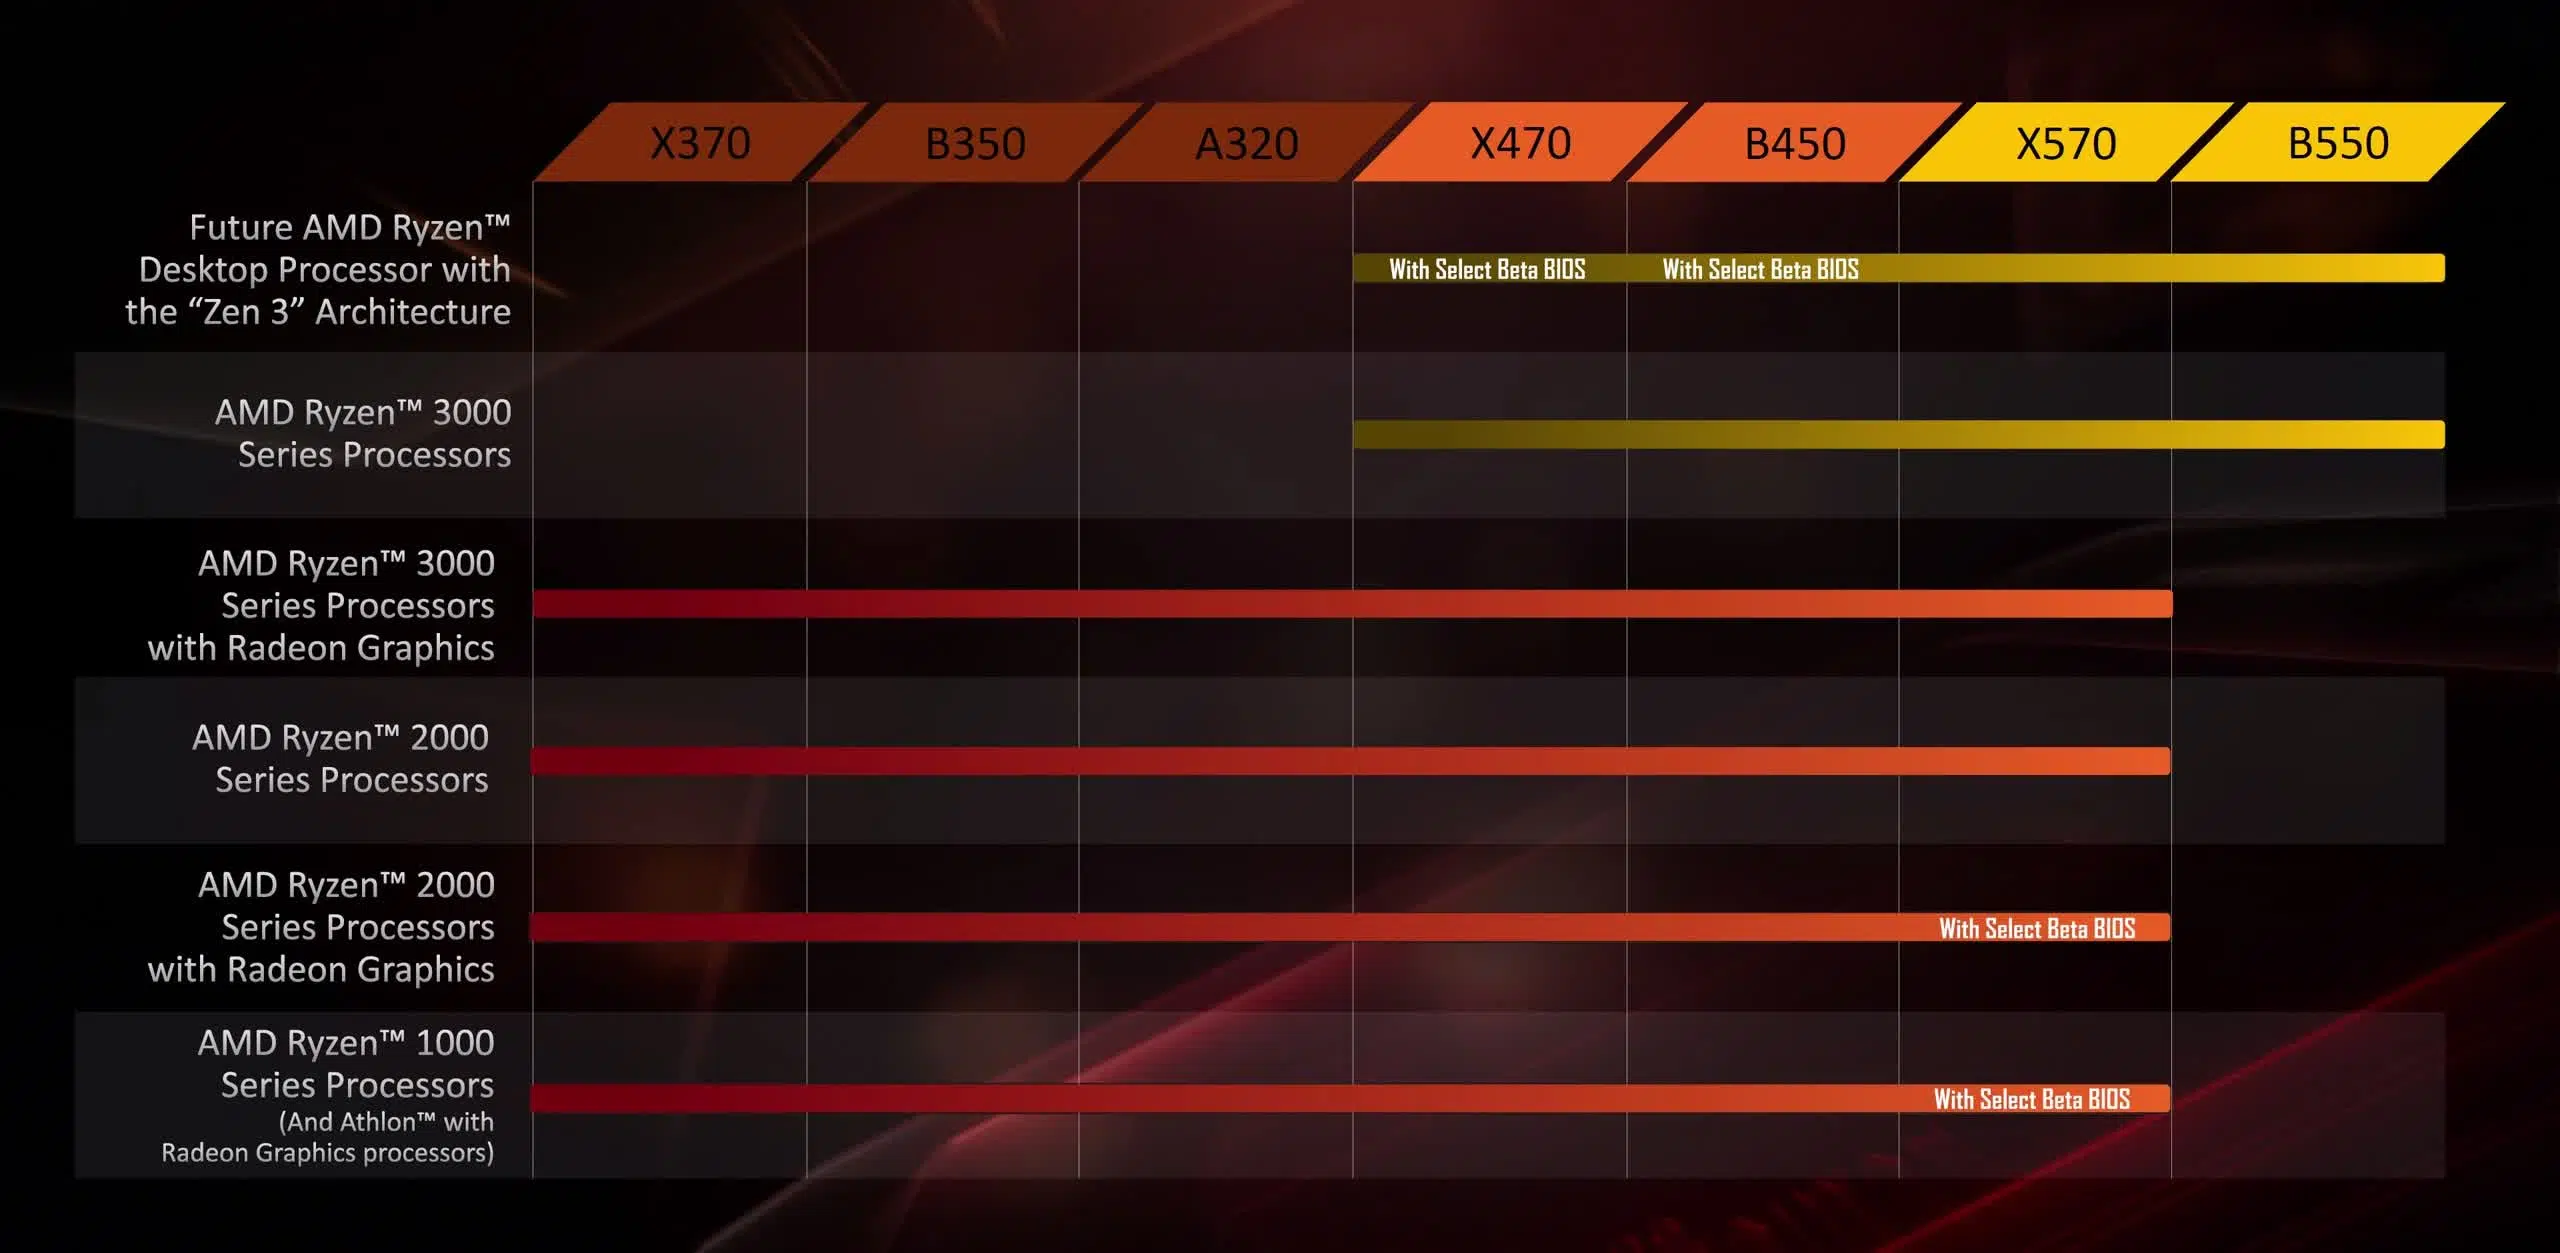 X370 B350 A320 X470 B450 X570 B550
Future AMD Ryzen™
Desktop Processor with
the “Zen 3” Architecture
With Select Beta BIOS With Select Beta BIOS
AMD Ryzen™ 3000
Series Processors
AMD Ryzen™ 3000
Series Processors
with Radeon Graphics
AMD Ryzen™ 2000
Series Processors
AMD Ryzen™ 2000
Series Processors
with Radeon Graphics
With Select Beta BIOS
AMD Ryzen™ 1000
Series Processors
(And Athlon™ with
Radeon Graphics processors)
With Select Beta BIOS